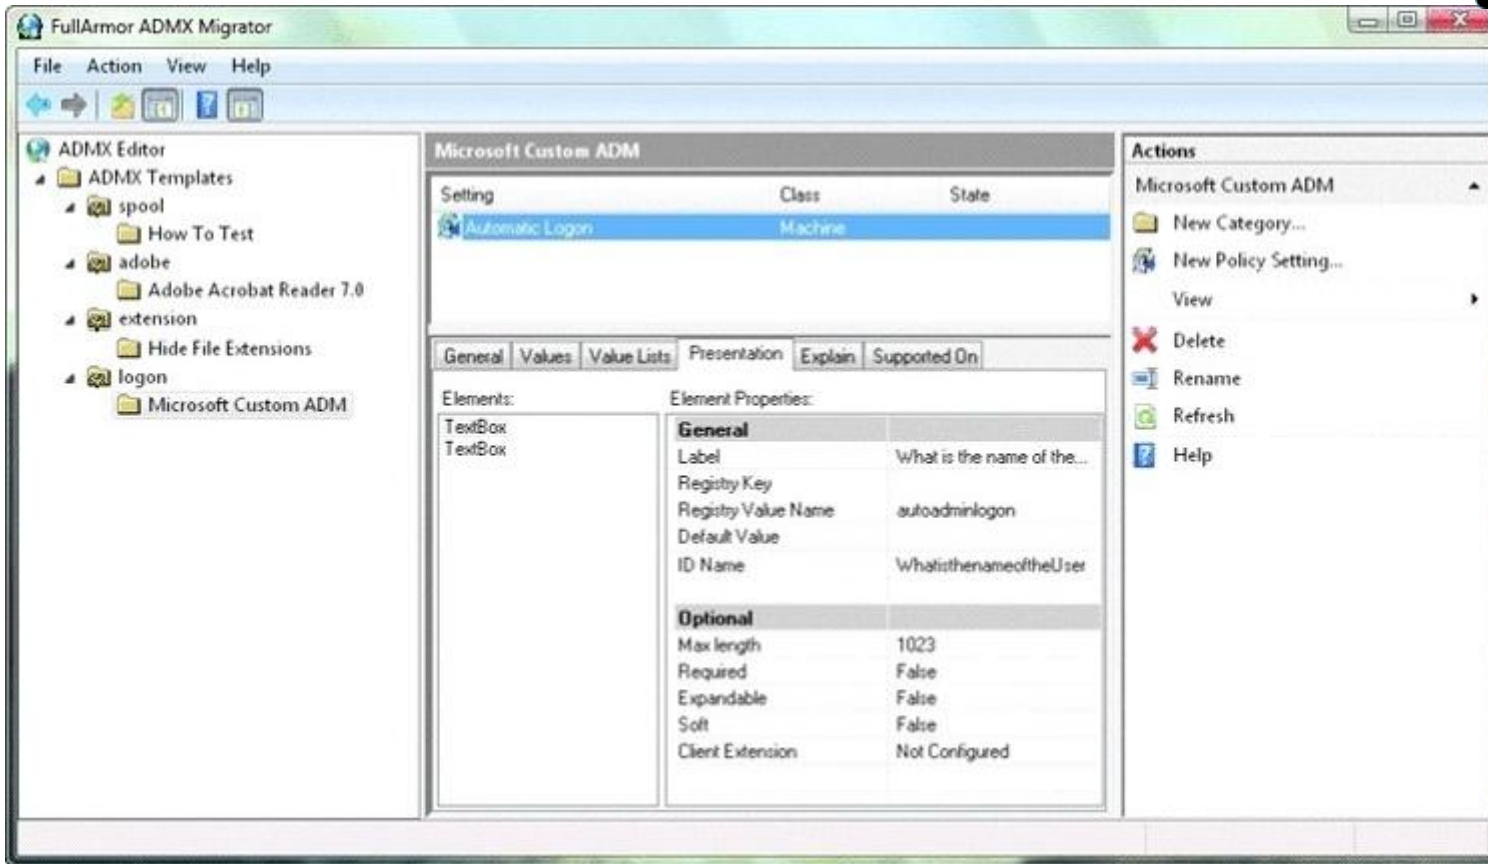 FullArmor ADMX Migrator
File Action View Help
ADMX Editor
ADMX Templates
spool
How To Test
adobe
Adobe Acrobat Reader 7.0
extension
Hide File Extensions
logon
Microsoft Custom ADM
Microsoft Custom ADM
Setting Class State
Automatic Logon Machine
General Values Value Lists Presentation Explain Supported On
Elements: Element Properties:
TextBox
TextBox
General
Label What is the name of the...
Registry Key
Registry Value Name autoadminlogon
Default Value
ID Name WhatisthenameoftheUser
Optional
Max length 1023
Required False
Expandable False
Soft False
Client Extension Not Configured
Actions
Microsoft Custom ADM
New Category...
New Policy Setting...
View
Delete
Rename
Refresh
Help